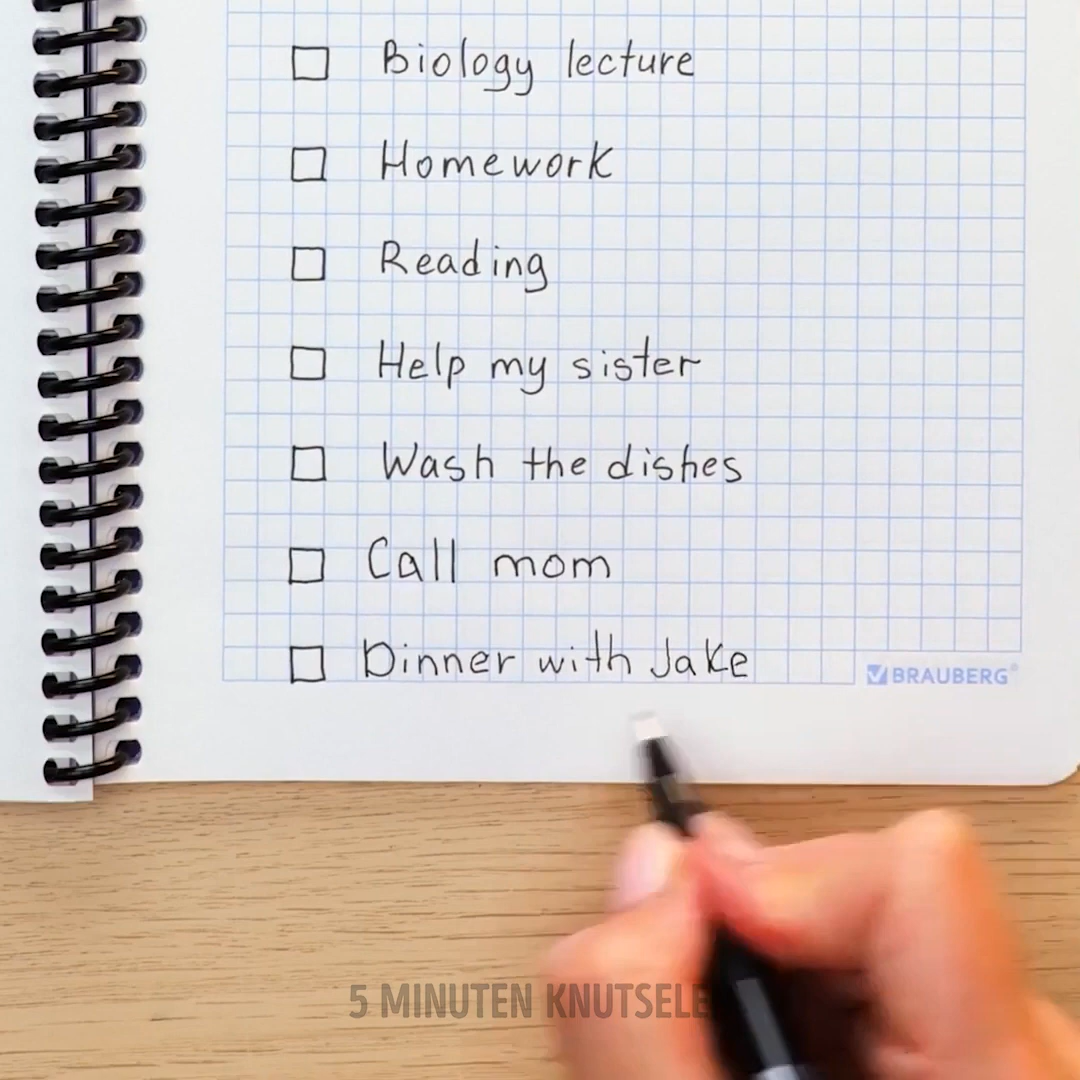 Biology lecture
Homework
Reading
Help my sister
Wash the dishes
Call mom
Dinner with Jake
BRAUBERG®
5 MINUTEN KNUTSELE